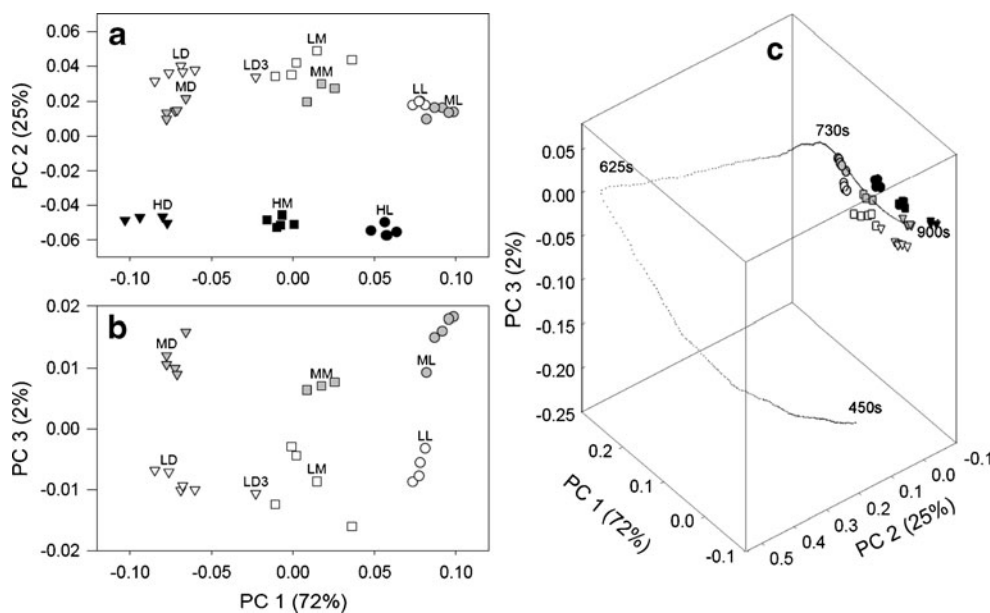 a
0.06
0.04
0.02
0.00
-0.02
-0.04
-0.06
PC 2 (25%)
LD
MD
LD3
LM
MM
LL
ML
HD
HM
HL
-0.10 -0.05 0.00 0.05 0.10
b
0.02
0.01
0.00
-0.01
-0.02
PC 3 (2%)
MD
MM
ML
LD
LD3
LM
LL
-0.10 -0.05 0.00 0.05 0.10
PC 1 (72%)
c
730s
625s
900s
450s
0.05
0.00
-0.05
-0.10
-0.15
-0.20
-0.25
PC 3 (2%)
0.2
0.1
0.0
-0.1
PC 1 (72%)
0.5 0.4 0.3 0.2 0.1 0.0 -0.1
PC 2 (25%)